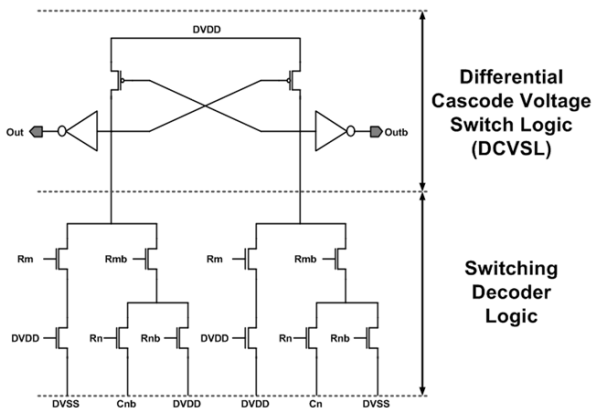 DVDD
Out
Outb
Differential
Cascode Voltage
Switch Logic
(DCVSL)
Rm
Rmb
Rm
Rmb
DVDD
Rn
Rnb
DVDD
Rn
Rnb
Switching
Decoder
Logic
DVSS
Cnb
DVDD
DVDD
Cn
DVSS